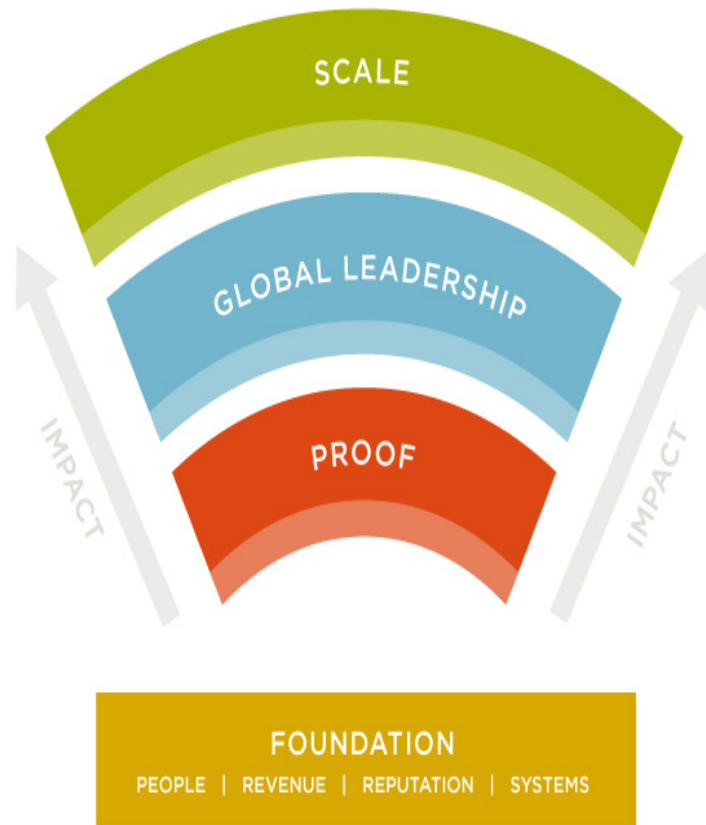 SCALE
GLOBAL LEADERSHIP
PROOF
IMPACT
IMPACT
FOUNDATION
PEOPLE | REVENUE | REPUTATION | SYSTEMS